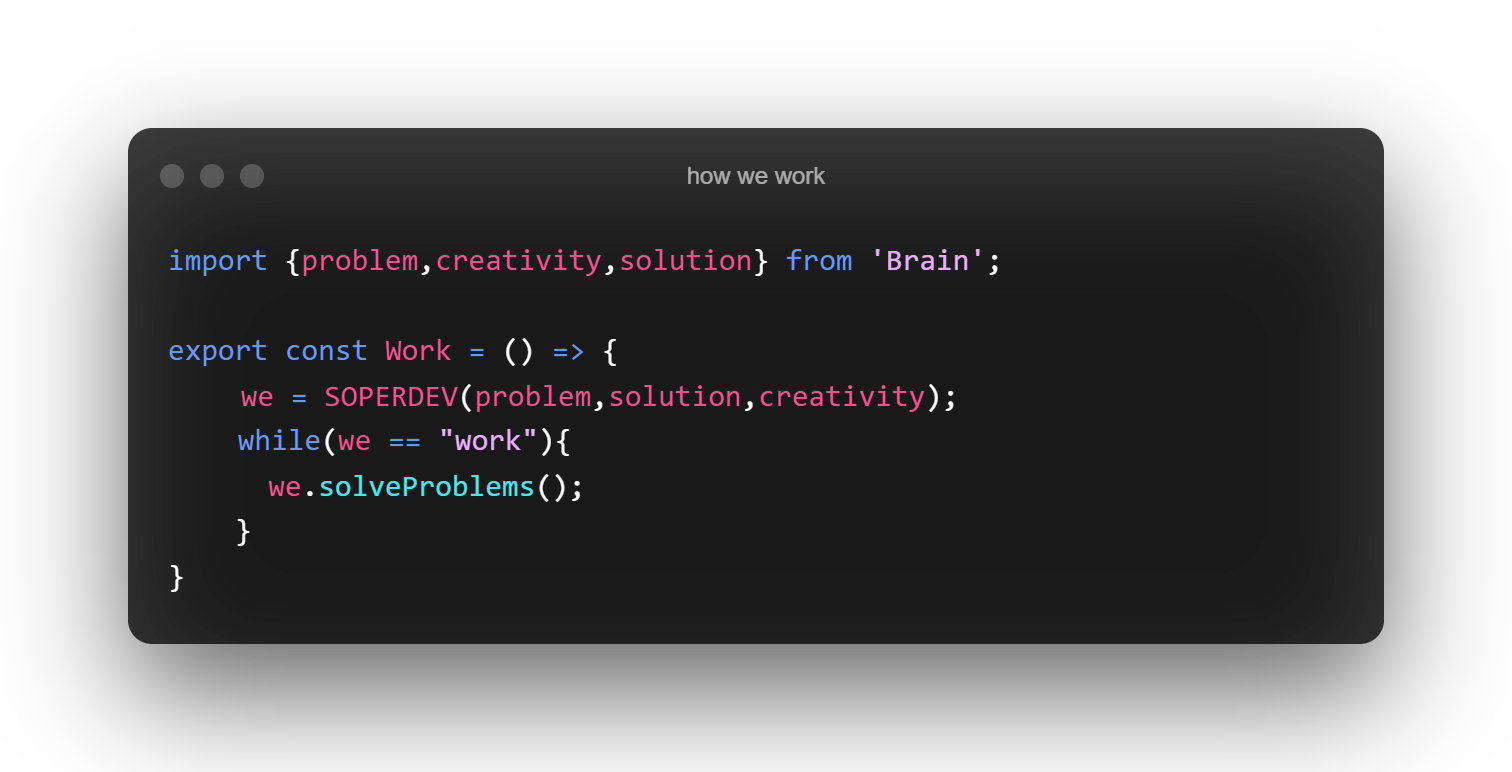 how we work
import {problem,creativity,solution} from 'Brain';
export const Work = () => {
we = SOPERDEV(problem,solution,creativity);
while(we == "work"){
we.solveProblems();
}
}